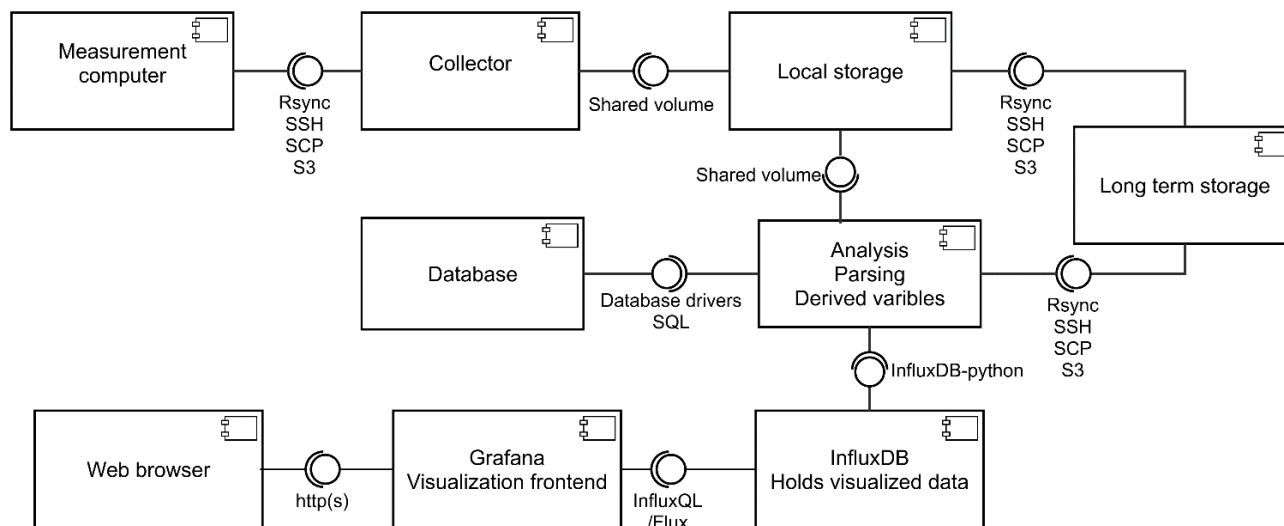 Measurement
computer
Rsync
SSH
SCP
S3
Collector
Shared volume
Local storage
Rsync
SSH
SCP
S3
Long term storage
Shared volume
Database
Database drivers
SQL
Analysis
Parsing
Derived varibles
Rsync
SSH
SCP
S3
InfluxDB-python
Web browser
http(s)
Grafana
Visualization frontend
InfluxQL
/Flux
InfluxDB
Holds visualized data